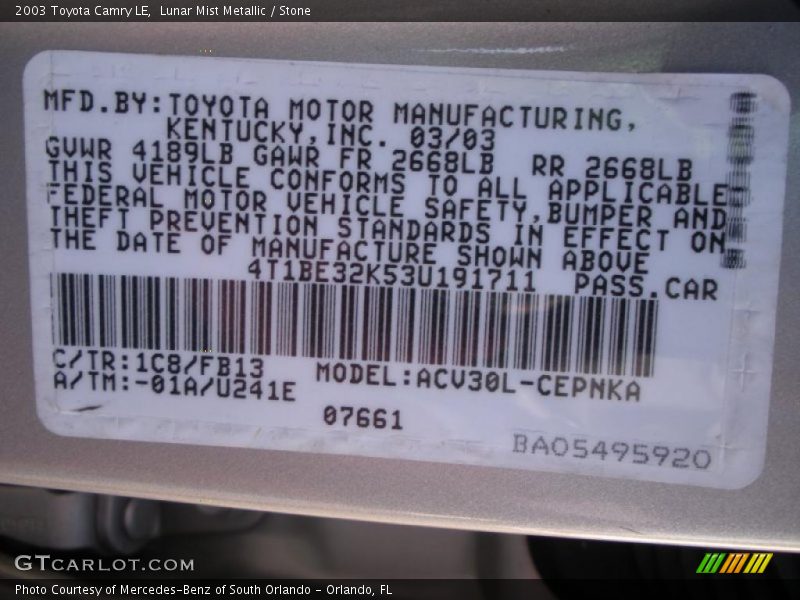 2003 Toyota Camry LE,  Lunar Mist Metallic / Stone
MFD.BY:TOYOTA MOTOR MANUFACTURING,
KENTUCKY,INC. 03/03
GVWR 4189LB GAWR FR 2668LB RR 2668LB
THIS VEHICLE CONFORMS TO ALL APPLICABLE
FEDERAL MOTOR VEHICLE SAFETY,BUMPER AND
THEFT PREVENTION STANDARDS IN EFFECT ON
THE DATE OF MANUFACTURE SHOWN ABOVE
4T1BE32K53U191711 PASS.CAR
C/TR:1C8/FB13
MODEL:ACV30L-CEPNKA
A/TM:-01A/U241E
07661
BA05495920
GTCARLOT.COM
Photo Courtesy of Mercedes-Benz of South Orlando - Orlando, FL